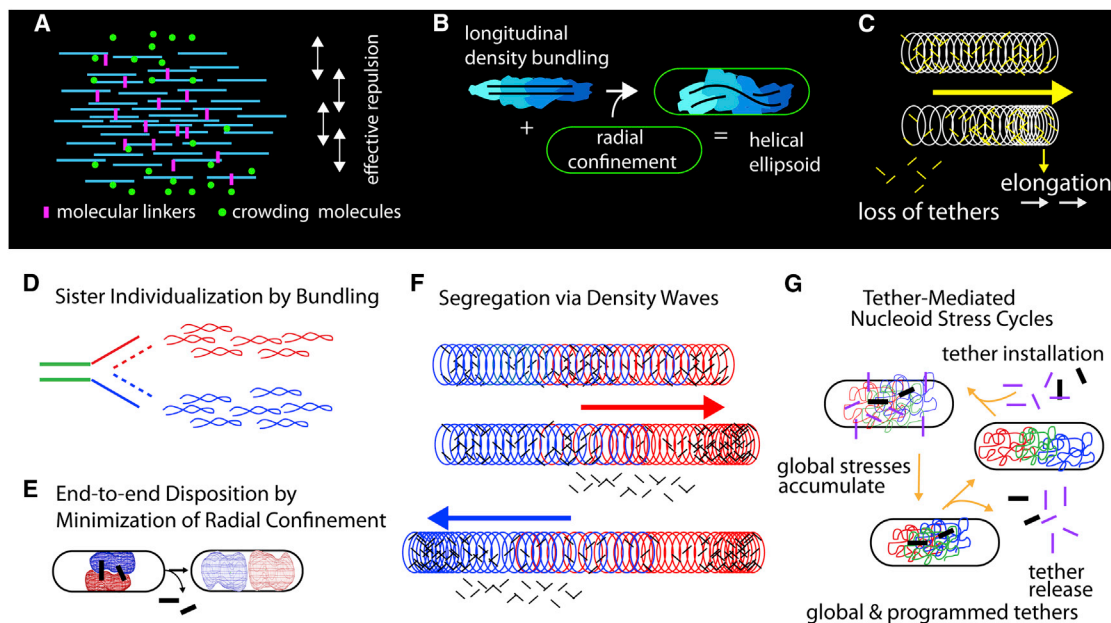 A
effective repulsion
molecular linkers
crowding molecules
B
longitudinal
density bundling
+
radial
confinement
=
helical
ellipsoid
C
loss of tethers
elongation
D
Sister Individualization by Bundling
E
End-to-end Disposition by
Minimization of Radial Confinement
F
Segregation via Density Waves
G
Tether-Mediated
Nucleoid Stress Cycles
tether installation
global stresses
accumulate
tether
release
global & programmed tethers